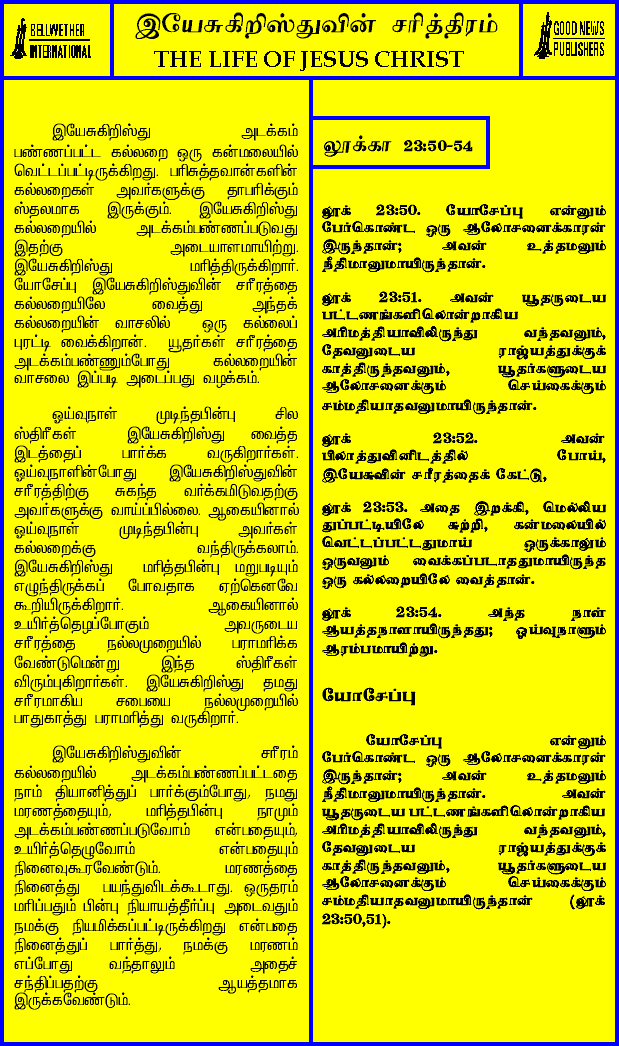 BELLWETHER
INTERNATIONAL
இயேசுகிறிஸ்துவின் சரித்திரம்
THE LIFE OF JESUS CHRIST
GOOD NEWS
PUBLISHERS
இயேசுகிறிஸ்து அடக்கம்
பண்ணப்பட்ட கல்லறை ஒரு கன்மலையில்
வெட்டப்பட்டிருக்கிறது. பரிசுத்தவான்களின்
கல்லறைகள் அவர்களுக்கு தாபரிக்கும்
ஸ்தலமாக இருக்கும். இயேசுகிறிஸ்து
கல்லறையில் அடக்கம்பண்ணப்படுவது
இதற்கு அடையாளமாயிற்று.
இயேசுகிறிஸ்து மரித்திருக்கிறார்.
யோசேப்பு இயேசுகிறிஸ்துவின் சரீரத்தை
கல்லறையிலே வைத்து அந்தக்
கல்லறையின் வாசலில் ஒரு கல்லைப்
புரட்டி வைக்கிறான். யூதர்கள் சரீரத்தை
அடக்கம்பண்ணும்போது கல்லறையின்
வாசலை இப்படி அடைப்பது வழக்கம்.
ஓய்வுநாள் முடிந்தபின்பு சில
ஸ்திரீகள் இயேசுகிறிஸ்து வைத்த
இடத்தைப் பார்க்க வருகிறார்கள்.
ஓய்வுநாளின்போது இயேசுகிறிஸ்துவின்
சரீரத்திற்கு சுகந்த வர்க்கமிடுவதற்கு
அவர்களுக்கு வாய்ப்பில்லை. ஆகையினால்
ஓய்வுநாள் முடிந்தபின்பு அவர்கள்
கல்லறைக்கு வந்திருக்கலாம்.
இயேசுகிறிஸ்து மரித்தபின்பு மறுபடியும்
எழுந்திருக்கப் போவதாக ஏற்கெனவே
கூறியிருக்கிறார். ஆகையினால்
உயிர்த்தெழப்போகும் அவருடைய
சரீரத்தை நல்லமுறையில் பராமரிக்க
வேண்டுமென்று இந்த ஸ்திரீகள்
விரும்புகிறார்கள். இயேசுகிறிஸ்து தமது
சரீரமாகிய சபையை நல்லமுறையில்
பாதுகாத்து பராமரித்து வருகிறார்.
இயேசுகிறிஸ்துவின் சரீரம்
கல்லறையில் அடக்கம்பண்ணப்பட்டதை
நாம் தியானித்துப் பார்க்கும்போது, நமது
மரணத்தையும், மரித்தபின்பு நாமும்
அடக்கம்பண்ணப்படுவோம் என்பதையும்,
உயிர்த்தெழுவோம் என்பதையும்
நினைவுகூரவேண்டும். மரணத்தை
நினைத்து பயந்துவிடக்கூடாது. ஒருதரம்
மரிப்பதும் பின்பு நியாயத்தீர்ப்பு அடைவதும்
நமக்கு நியமிக்கப்பட்டிருக்கிறது என்பதை
நினைத்துப் பார்த்து, நமக்கு மரணம்
எப்போது வந்தாலும் அதைச்
சந்திப்பதற்கு ஆயத்தமாக
இருக்கவேண்டும்.
லூக்கா 23:50-54
லூக் 23:50. யோசேப்பு என்னும்
பேர்கொண்ட ஒரு ஆலோசனைக்காரன்
இருந்தான்; அவன் உத்தமனும்
நீதிமானுமாயிருந்தான்.
லூக் 23:51. அவன் யூதருடைய
பட்டணங்களிலொன்றாகிய
அரிமத்தியாவிலிருந்து வந்தவனும்,
தேவனுடைய ராஜ்யத்துக்குக்
காத்திருந்தவனும், யூதர்களுடைய
ஆலோசனைக்கும் செய்கைக்கும்
சம்மதியாதவனுமாயிருந்தான்.
லூக் 23:52. அவன்
பிலாத்துவினிடத்தில் போய்,
இயேசுவின் சரீரத்தைக் கேட்டு,
லூக் 23:53. அதை இறக்கி, மெல்லிய
துப்பட்டியிலே சுற்றி, கன்மலையில்
வெட்டப்பட்டதுமாய் ஒருக்காலும்
ஒருவனும் வைக்கப்படாததுமாயிருந்த
ஒரு கல்லறையிலே வைத்தான்.
லூக் 23:54. அந்த நாள்
ஆயத்தநாளாயிருந்தது; ஓய்வுநாளும்
ஆரம்பமாயிற்று.
யோசேப்பு
யோசேப்பு என்னும்
பேர்கொண்ட ஒரு ஆலோசனைக்காரன்
இருந்தான்; அவன் உத்தமனும்
நீதிமானுமாயிருந்தான். அவன்
யூதருடைய பட்டணங்களிலொன்றாகிய
அரிமத்தியாவிலிருந்து வந்தவனும்,
தேவனுடைய ராஜ்யத்துக்குக்
காத்திருந்தவனும், யூதர்களுடைய
ஆலோசனைக்கும் செய்கைக்கும்
சம்மதியாதவனுமாயிருந்தான் (லூக்
23:50,51).